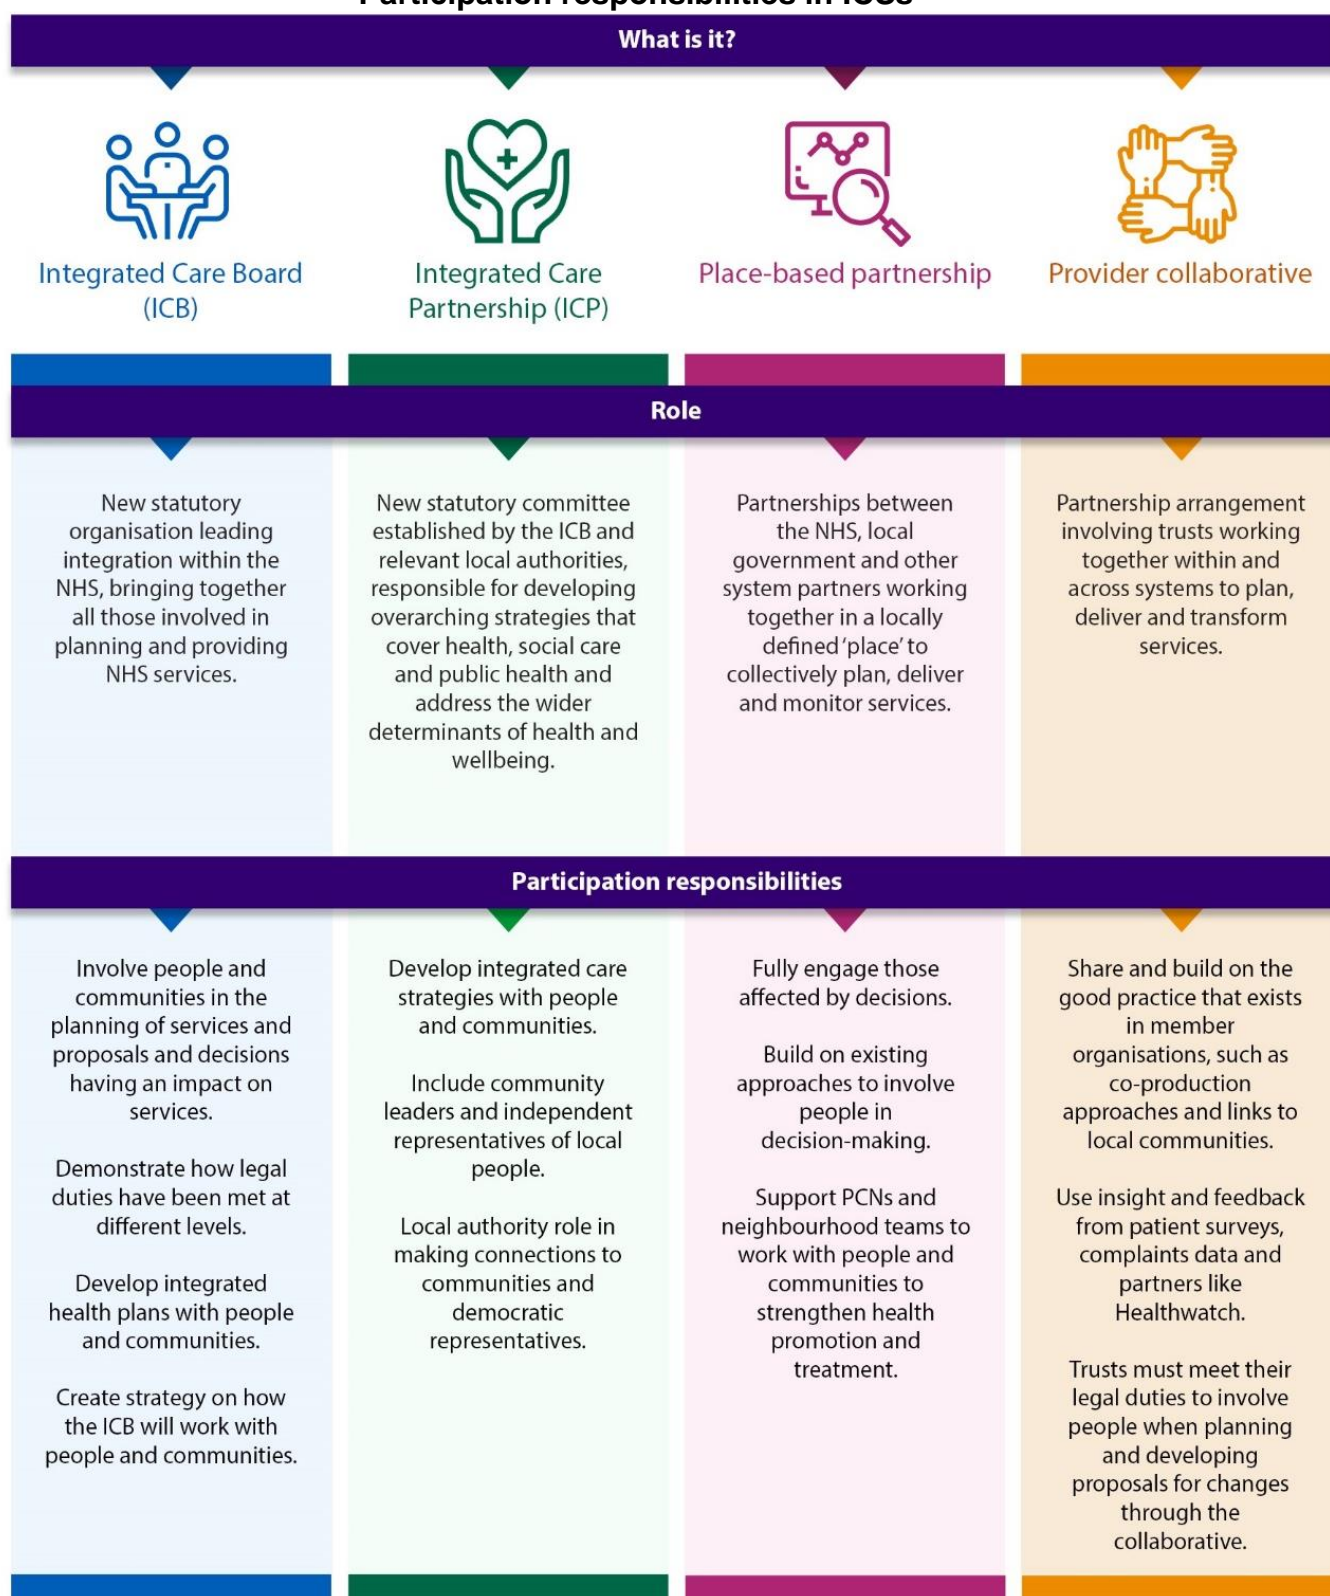 Participation responsibilities in ICSs
What is it?
Integrated Care Board
(ICB)
Integrated Care
Partnership (ICP)
Place-based partnership
Provider collaborative
Role
New statutory
organisation leading
integration within the
NHS, bringing together
all those involved in
planning and providing
NHS services.
New statutory committee
established by the ICB and
relevant local authorities,
responsible for developing
overarching strategies that
cover health, social care
and public health and
address the wider
determinants of health and
wellbeing.
Partnerships between
the NHS, local
government and other
system partners working
together in a locally
defined ‘place’ to
collectively plan, deliver
and monitor services.
Partnership arrangement
involving trusts working
together within and
across systems to plan,
deliver and transform
services.
Participation responsibilities
Involve people and
communities in the
planning of services and
proposals and decisions
having an impact on
services.
Demonstrate how legal
duties have been met at
different levels.
Develop integrated
health plans with people
and communities.
Create strategy on how
the ICB will work with
people and communities.
Develop integrated care
strategies with people
and communities.
Include community
leaders and independent
representatives of local
people.
Local authority role in
making connections to
communities and
democratic
representatives.
Fully engage those
affected by decisions.
Build on existing
approaches to involve
people in
decision-making.
Support PCNs and
neighbourhood teams to
work with people and
communities to
strengthen health
promotion and
treatment.
Share and build on the
good practice that exists
in member
organisations, such as
co-production
approaches and links to
local communities.
Use insight and feedback
from patient surveys,
complaints data and
partners like
Healthwatch.
Trusts must meet their
legal duties to involve
people when planning
and developing
proposals for changes
through the
collaborative.